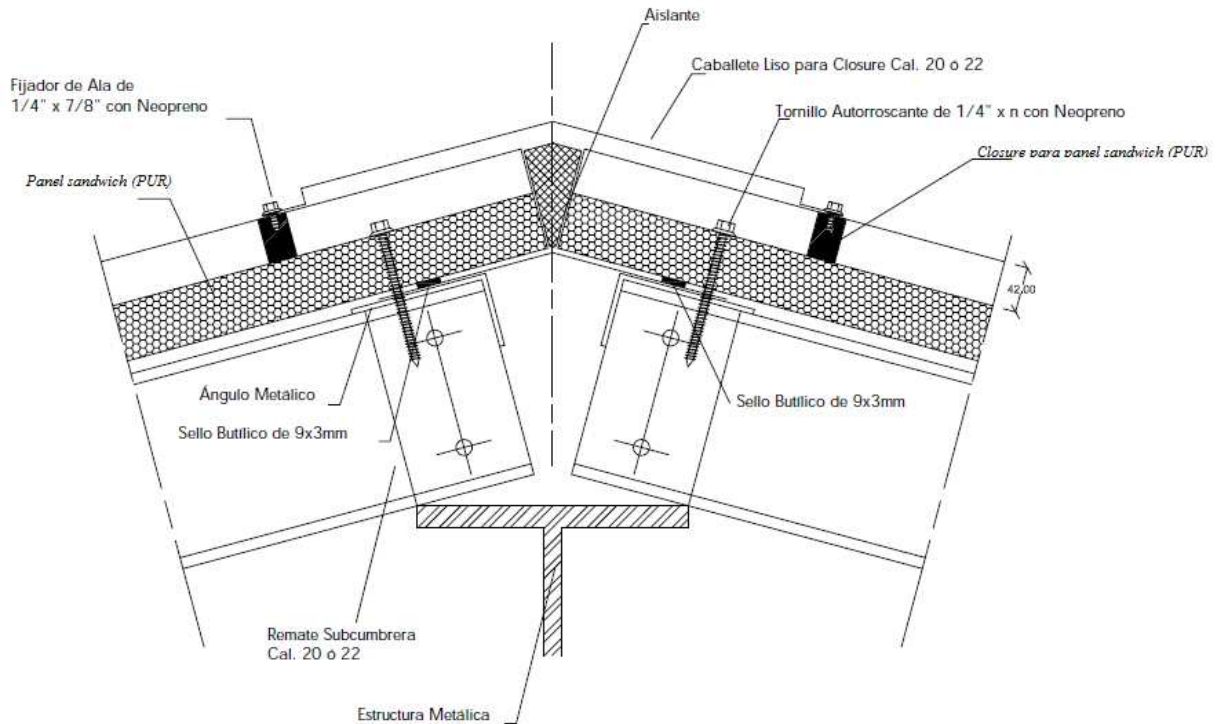 Aislante
Caballete Liso para Closure Cal. 20 ó 22
Fijador de Ala de
1/4" x 7/8" con Neopreno
Tornillo Autorroscante de 1/4" x n con Neopreno
Closure para panel sandwich (PUR)
Panel sandwich (PUR)
42,00
Ángulo Metálico
Sello Butílico de 9x3mm
Sello Butílico de 9x3mm
Remate Subcumbrera
Cal. 20 ó 22
Estructura Metálica